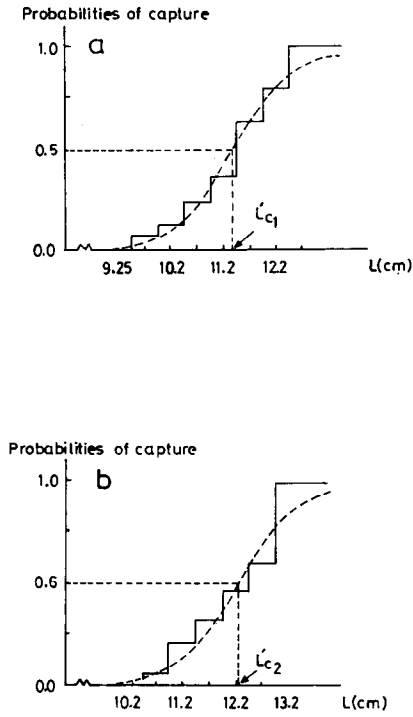 Probabilities of capture
a
1.0
0.5
0.0
L'c1
9.25 10.2 11.2 12.2 L(cm)
Probabilities of capture
b
1.0
0.6
0.0
L'c2
10.2 11.2 12.2 13.2 L(cm)